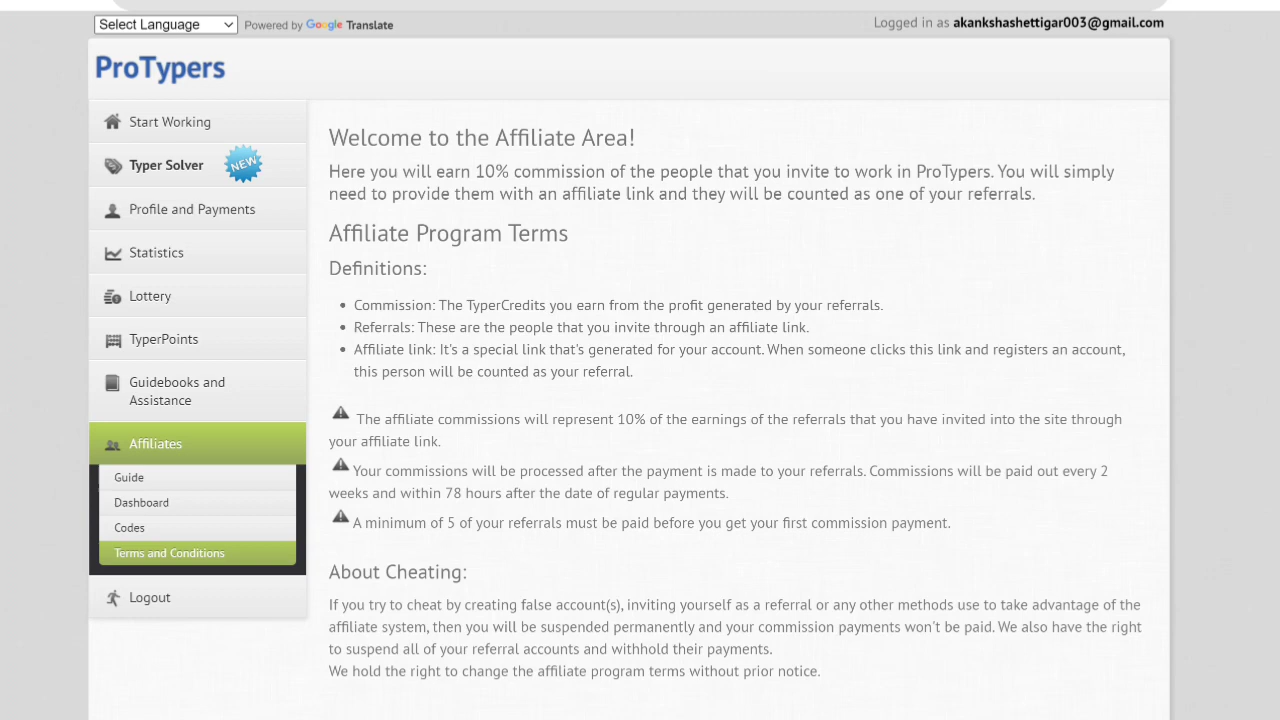 Select Language Powered by Google Translate Logged in as akankshashettigar003@gmail.com
ProTypers
Start Working
Typer Solver NEW
Profile and Payments
Statistics
Lottery
TyperPoints
Guidebooks and
Assistance
Affiliates
Guide
Dashboard
Codes
Terms and Conditions
Logout
Welcome to the Affiliate Area!
Here you will earn 10% commission of the people that you invite to work in ProTypers. You will simply
need to provide them with an affiliate link and they will be counted as one of your referrals.
Affiliate Program Terms
Definitions:
• Commission: The TyperCredits you earn from the profit generated by your referrals.
• Referrals: These are the people that you invite through an affiliate link.
• Affiliate link: It's a special link that's generated for your account. When someone clicks this link and registers an account,
this person will be counted as your referral.
The affiliate commissions will represent 10% of the earnings of the referrals that you have invited into the site through
your affiliate link.
Your commissions will be processed after the payment is made to your referrals. Commissions will be paid out every 2
weeks and within 78 hours after the date of regular payments.
A minimum of 5 of your referrals must be paid before you get your first commission payment.
About Cheating:
If you try to cheat by creating false account(s), inviting yourself as a referral or any other methods use to take advantage of the
affiliate system, then you will be suspended permanently and your commission payments won't be paid. We also have the right
to suspend all of your referral accounts and withhold their payments.
We hold the right to change the affiliate program terms without prior notice.